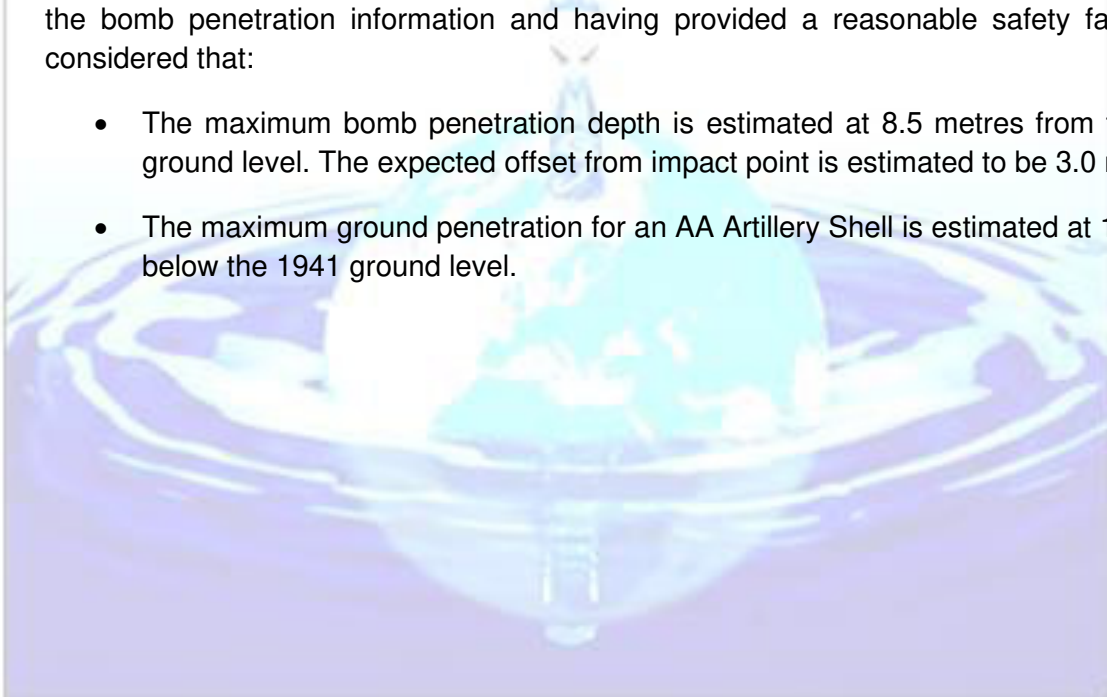 the bomb penetration information and having provided a reasonable safety fa
considered that:
• The maximum bomb penetration depth is estimated at 8.5 metres from
ground level. The expected offset from impact point is estimated to be 3.0
• The maximum ground penetration for an AA Artillery Shell is estimated at 1
below the 1941 ground level.